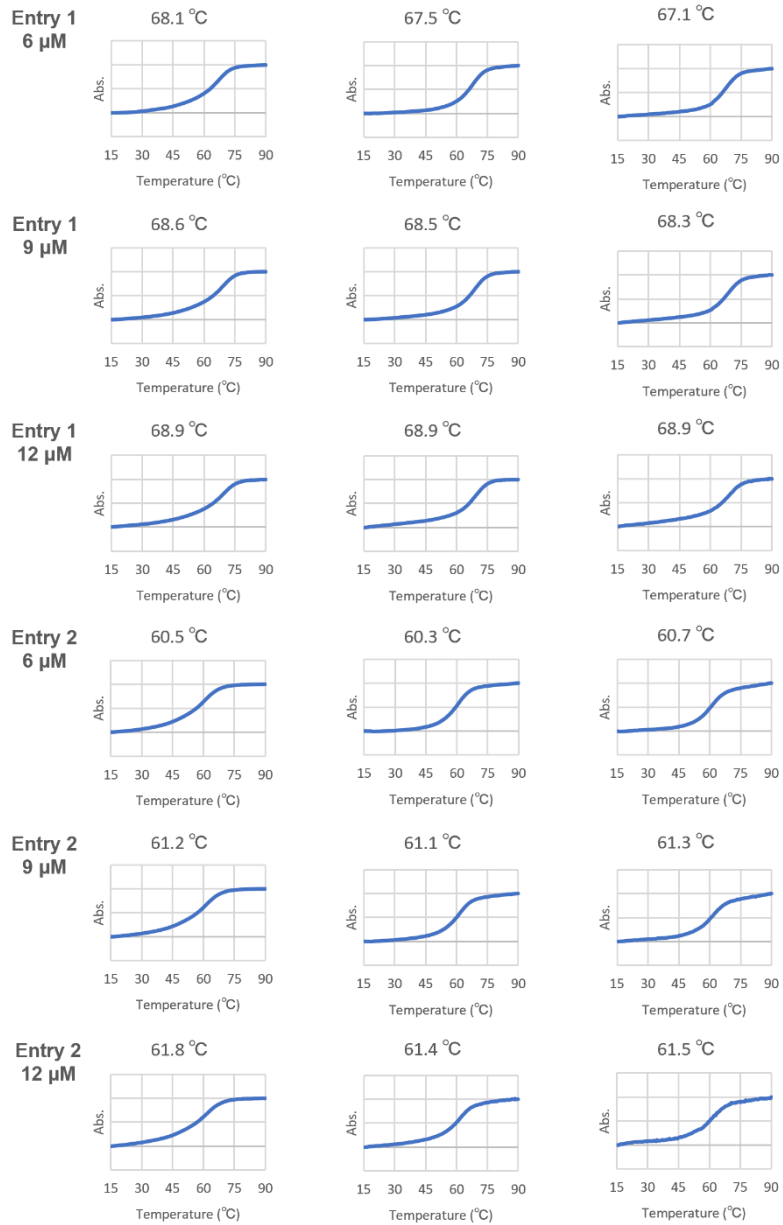 Entry 1
6 µM
68.1 °C 67.5 °C 67.1 °C
Abs. Abs. Abs.
15 30 45 60 75 90 15 30 45 60 75 90 15 30 45 60 75 90
Temperature (°C) Temperature (°C) Temperature (°C)
Entry 1
9 µM
68.6 °C 68.5 °C 68.3 °C
Abs. Abs. Abs.
15 30 45 60 75 90 15 30 45 60 75 90 15 30 45 60 75 90
Temperature (°C) Temperature (°C) Temperature (°C)
Entry 1
12 µM
68.9 °C 68.9 °C 68.9 °C
Abs. Abs. Abs.
15 30 45 60 75 90 15 30 45 60 75 90 15 30 45 60 75 90
Temperature (°C) Temperature (°C) Temperature (°C)
Entry 2
6 µM
60.5 °C 60.3 °C 60.7 °C
Abs. Abs. Abs.
15 30 45 60 75 90 15 30 45 60 75 90 15 30 45 60 75 90
Temperature (°C) Temperature (°C) Temperature (°C)
Entry 2
9 µM
61.2 °C 61.1 °C 61.3 °C
Abs. Abs. Abs.
15 30 45 60 75 90 15 30 45 60 75 90 15 30 45 60 75 90
Temperature (°C) Temperature (°C) Temperature (°C)
Entry 2
12 µM
61.8 °C 61.4 °C 61.5 °C
Abs. Abs. Abs.
15 30 45 60 75 90 15 30 45 60 75 90 15 30 45 60 75 90
Temperature (°C) Temperature (°C) Temperature (°C)